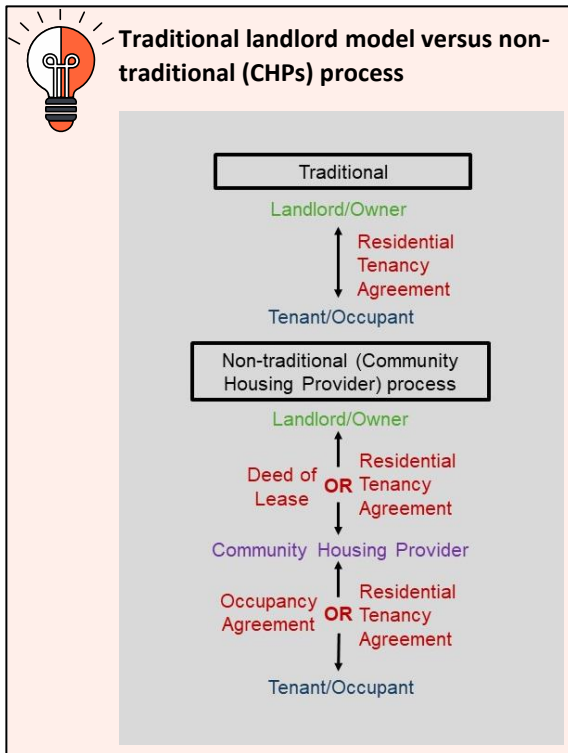 Traditional landlord model versus non-
traditional (CHPs) process
Traditional
Landlord/Owner
Residential
Tenancy
Agreement
Tenant/Occupant
Non-traditional (Community
Housing Provider) process
Landlord/Owner
Deed of
Lease
OR
Residential
Tenancy
Agreement
Community Housing Provider
Occupancy
Agreement
OR
Residential
Tenancy
Agreement
Tenant/Occupant